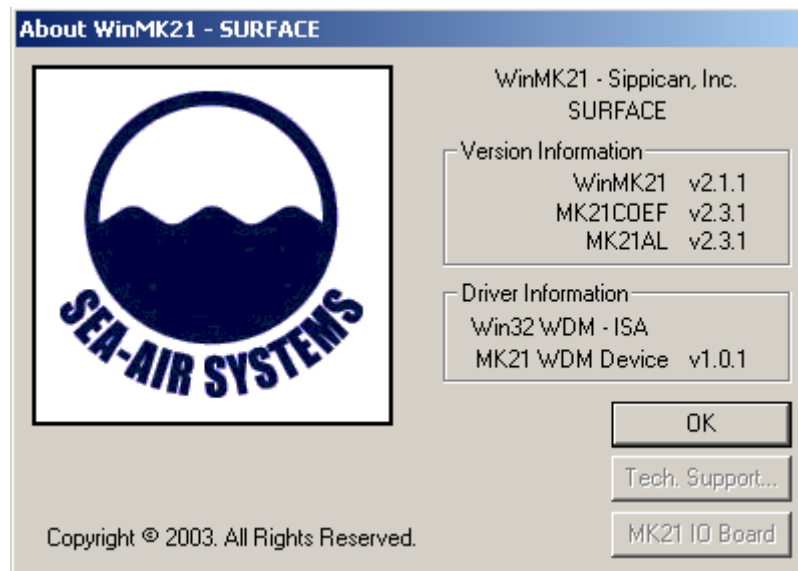 About WinMK21 - SURFACE
SEA-AIR SYSTEMS
WinMK21 - Sippican, Inc.
SURFACE
Version Information
WinMK21 v2.1.1
MK21COEF v2.3.1
MK21AL v2.3.1
Driver Information
Win32 WDM - ISA
MK21 WDM Device v1.0.1
OK
Tech. Support...
MK21 IO Board
Copyright © 2003. All Rights Reserved.